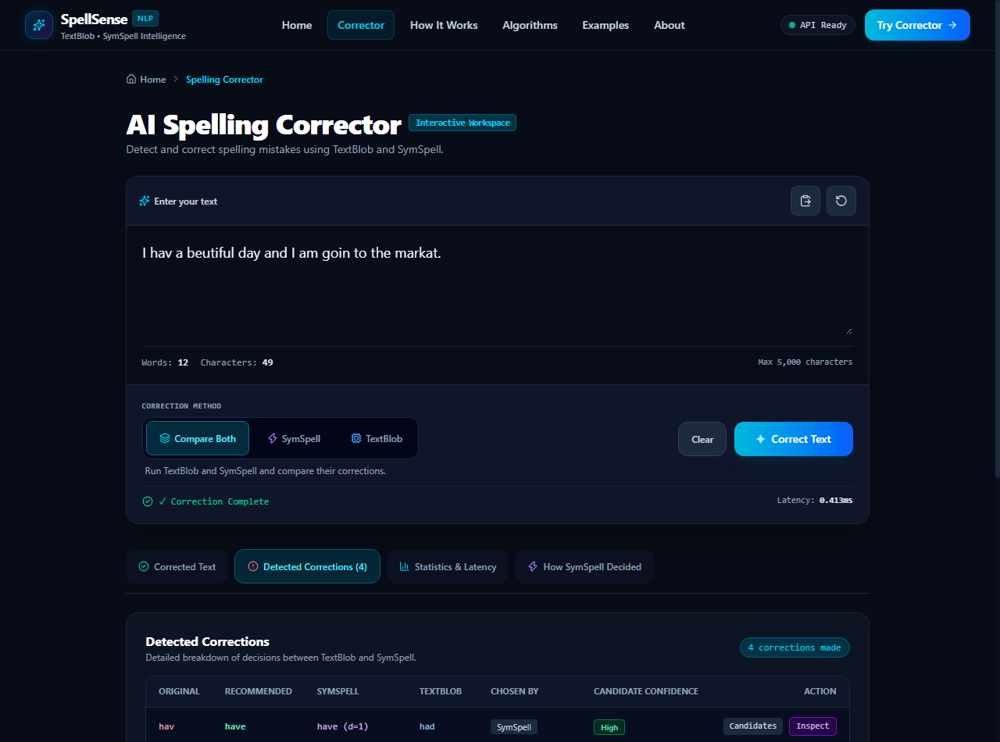 SpellSense NLP
TextBlob • SymSpell Intelligence
Home Corrector How It Works Algorithms Examples About
API Ready
Try Corrector →
Home > Spelling Corrector
AI Spelling Corrector Interactive Workspace
Detect and correct spelling mistakes using TextBlob and SymSpell.
Enter your text
I hav a beutiful day and I am goin to the markat.
Words: 12 Characters: 49 Max 5,000 characters
CORRECTION METHOD
Compare Both SymSpell TextBlob Clear ✦ Correct Text
Run TextBlob and SymSpell and compare their corrections.
✓ Correction Complete Latency: 0.413ms
Corrected Text Detected Corrections (4) Statistics & Latency How SymSpell Decided
Detected Corrections
Detailed breakdown of decisions between TextBlob and SymSpell.
4 corrections made
ORIGINAL RECOMMENDED SYMSPELL TEXTBLOB CHOSEN BY CANDIDATE CONFIDENCE ACTION
hav have have (d=1) had SymSpell High Candidates Inspect